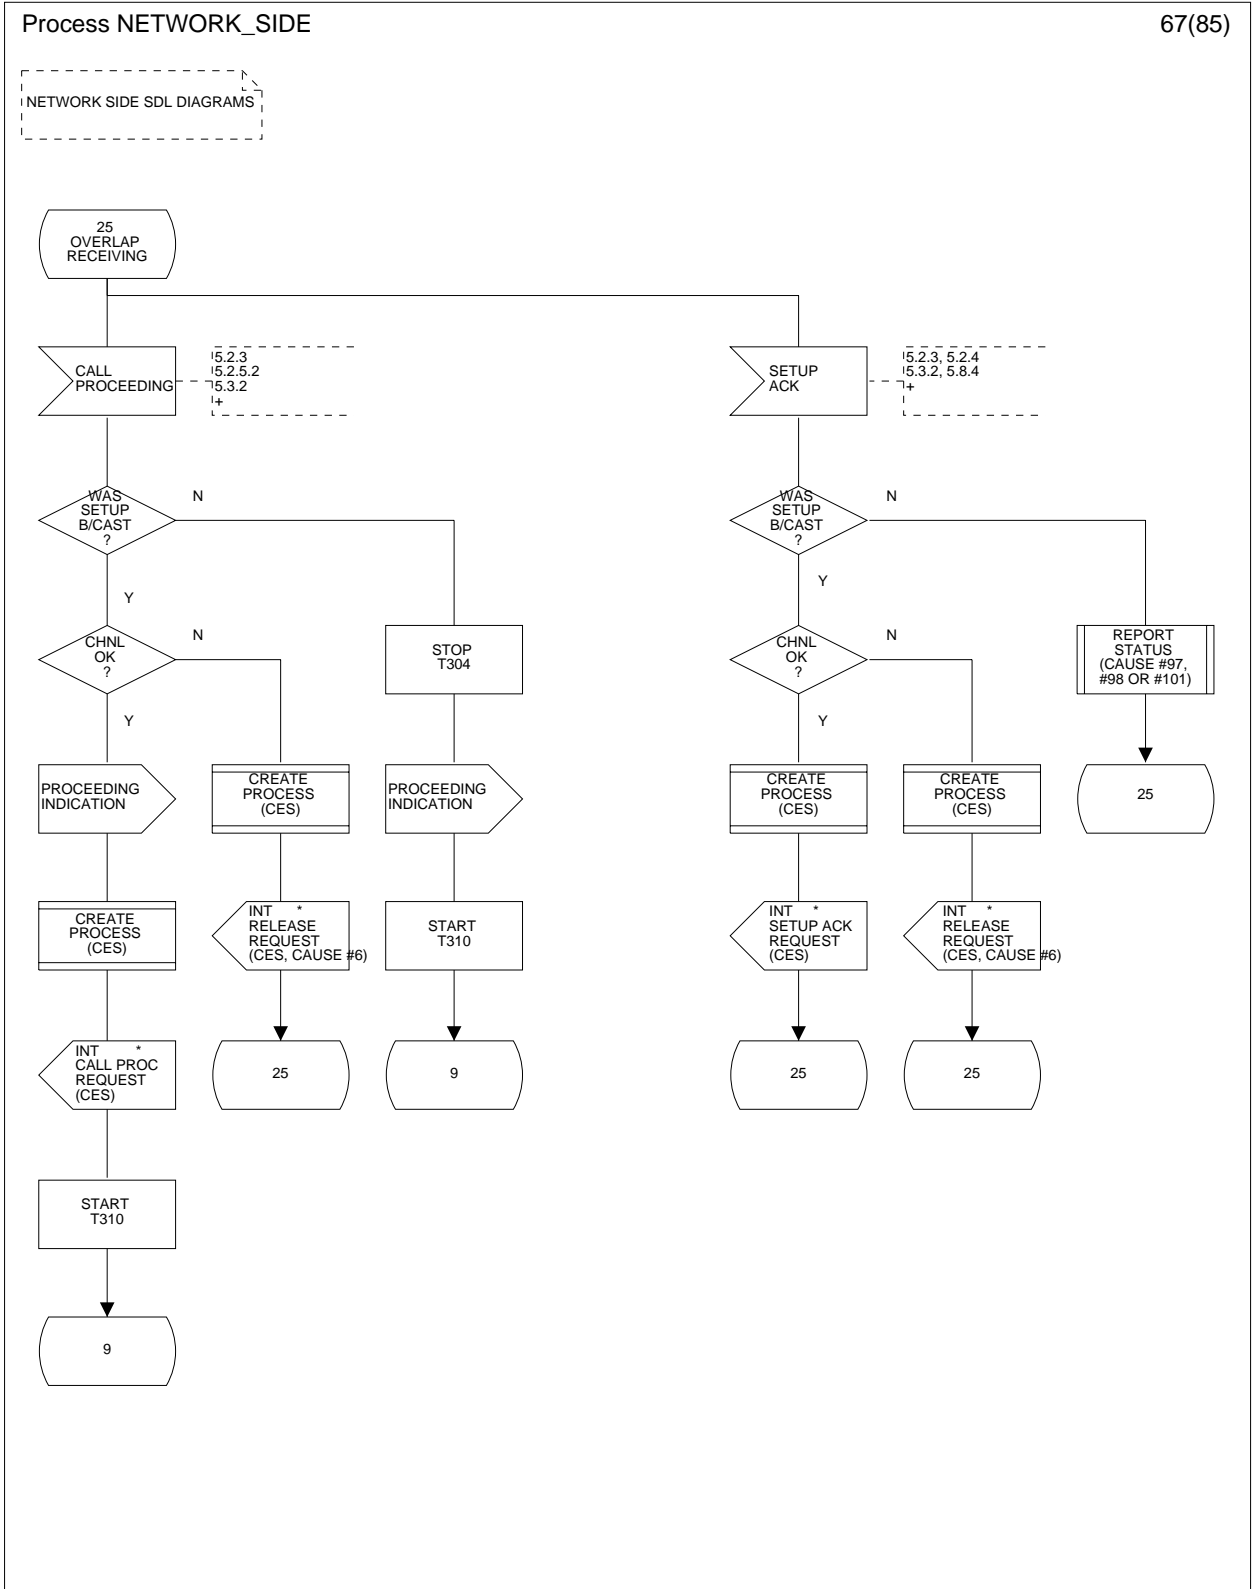 Process NETWORK_SIDE
67(85)
NETWORK SIDE SDL DIAGRAMS
25
OVERLAP
RECEIVING
CALL
PROCEEDING
5.2.3
5.2.5.2
5.3.2
+
SETUP
ACK
5.2.3, 5.2.4
5.3.2, 5.8.4
+
WAS
SETUP
B/CAST
?
N
Y
WAS
SETUP
B/CAST
?
N
Y
CHNL
OK
?
N
Y
STOP
T304
CHNL
OK
?
N
Y
REPORT
STATUS
(CAUSE #97,
#98 OR #101)
PROCEEDING
INDICATION
CREATE
PROCESS
(CES)
PROCEEDING
INDICATION
CREATE
PROCESS
(CES)
CREATE
PROCESS
(CES)
25
CREATE
PROCESS
(CES)
INT *
RELEASE
REQUEST
(CES, CAUSE #6)
START
T310
INT *
SETUP ACK
REQUEST
(CES)
INT *
RELEASE
REQUEST
(CES, CAUSE #6)
INT *
CALL PROC
REQUEST
(CES)
25
9
25
25
START
T310
9